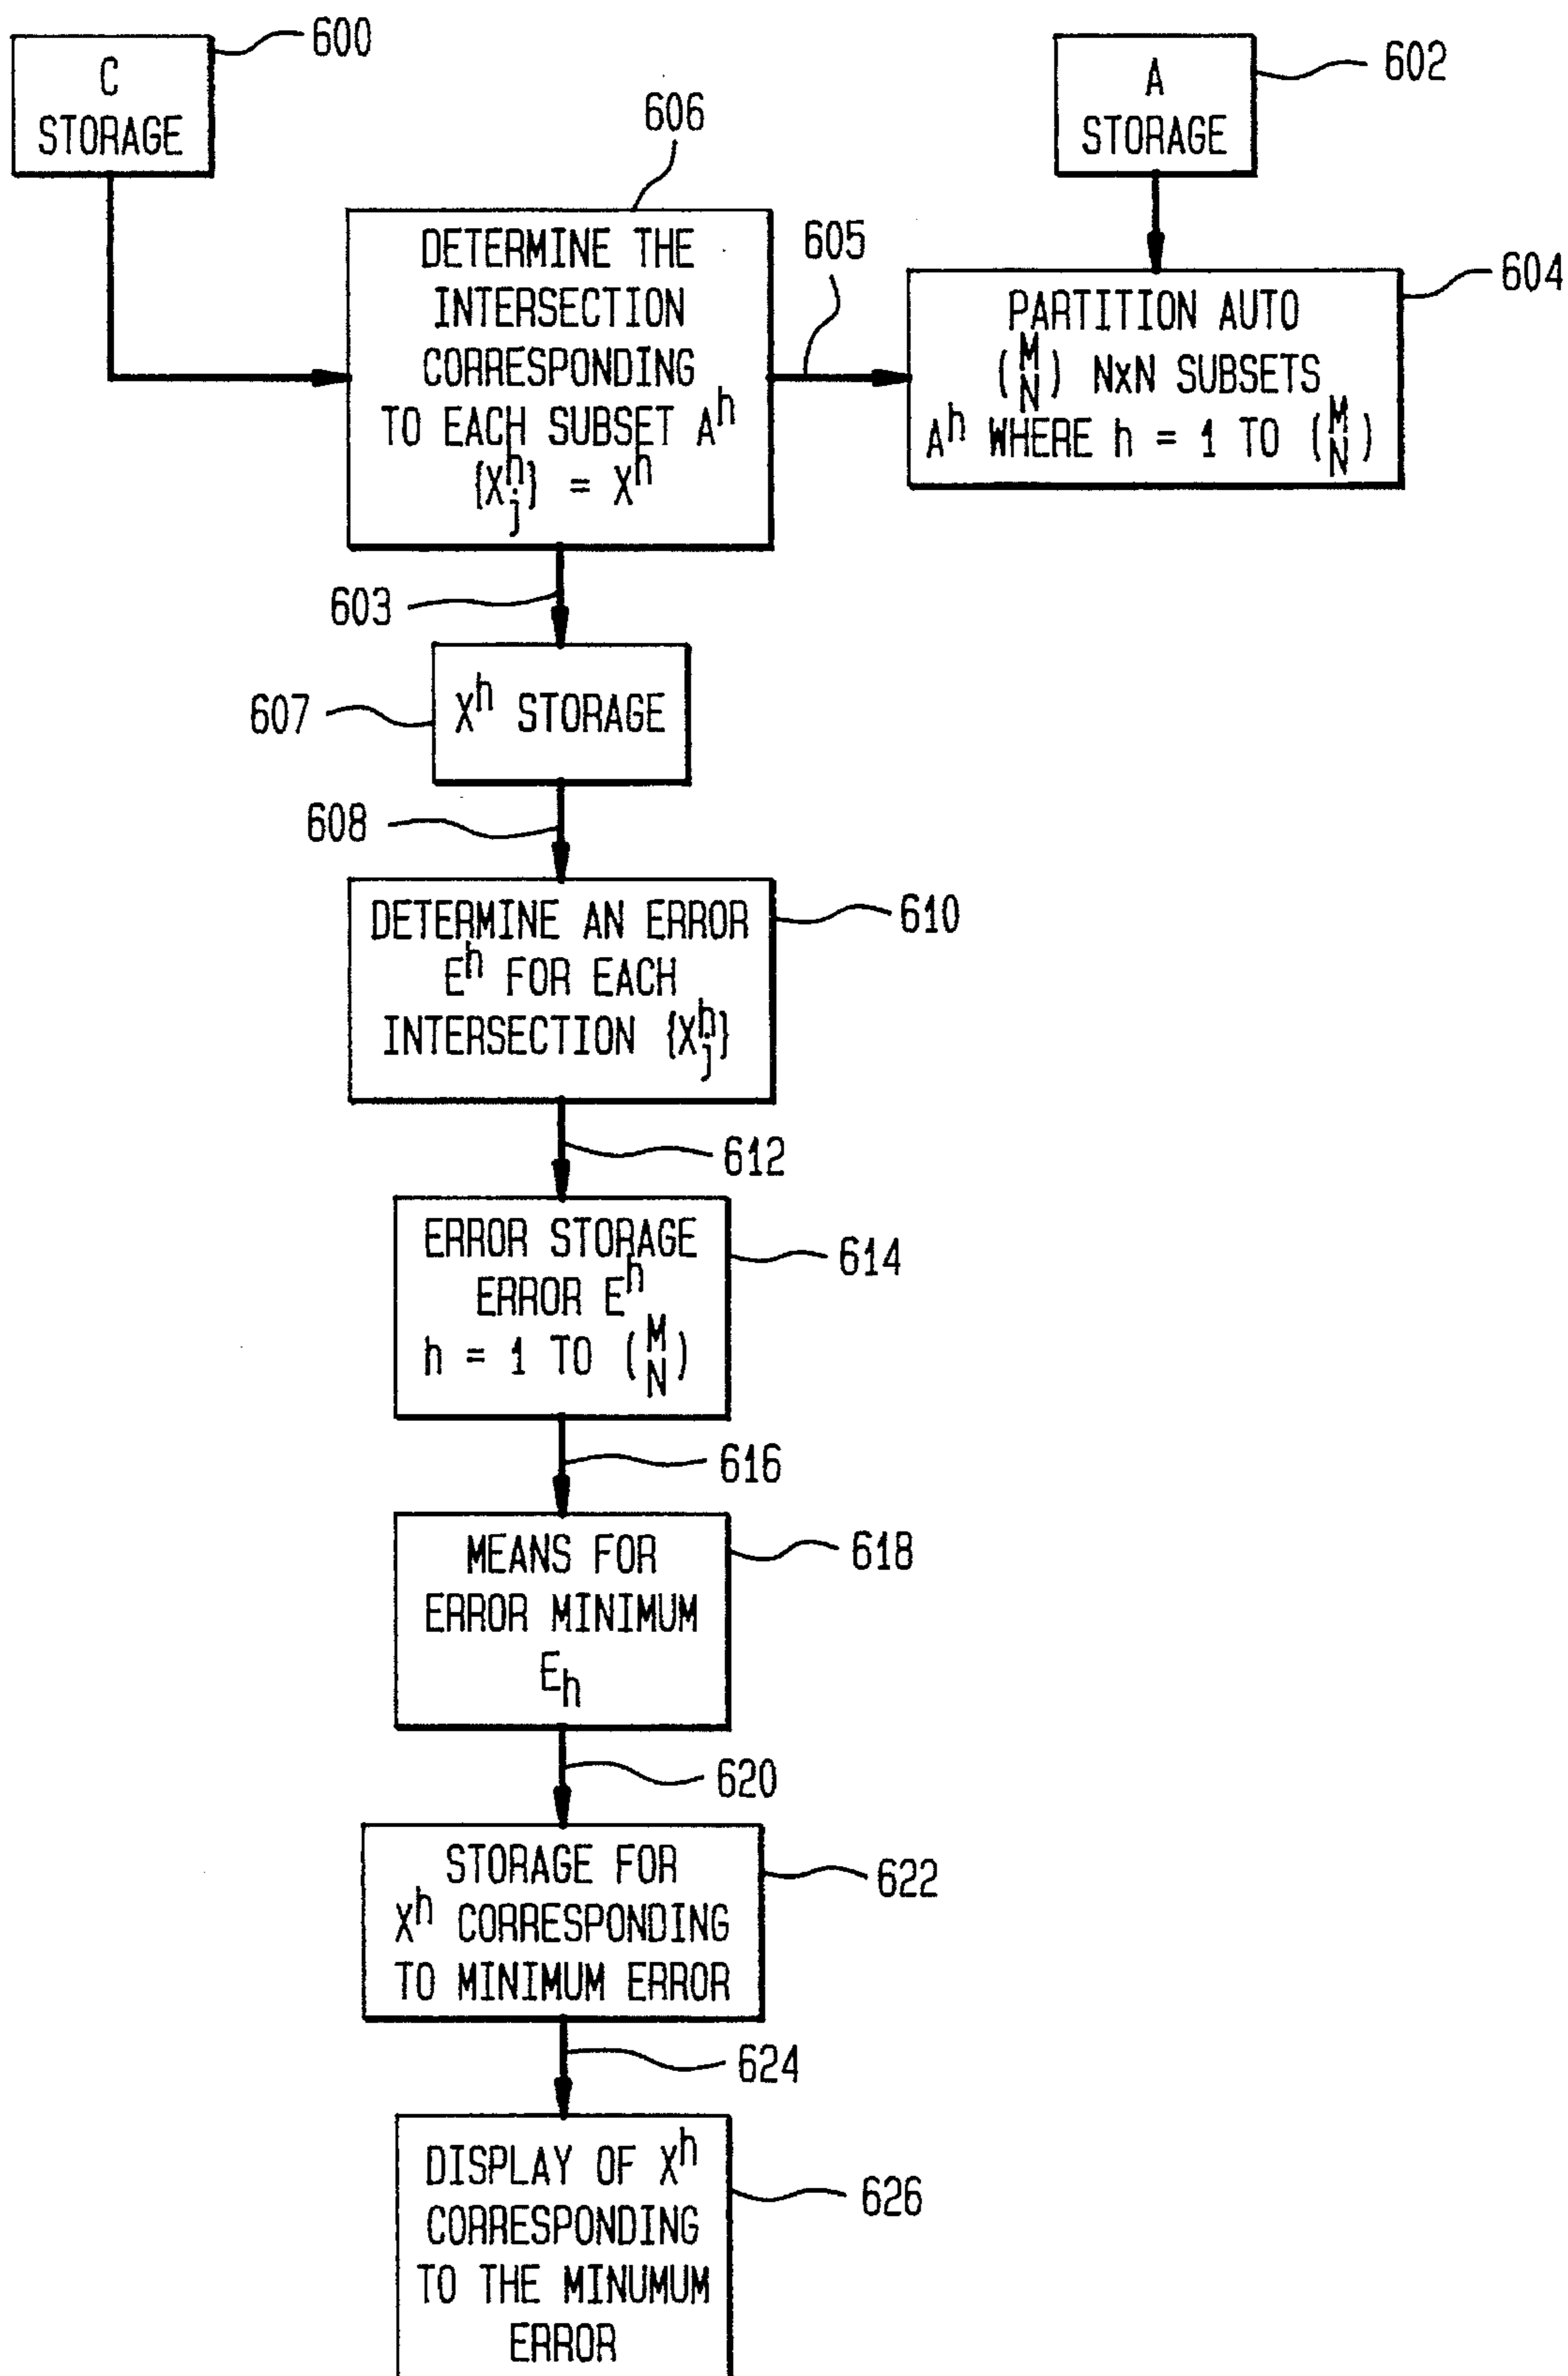 600
C
STORAGE
602
A
STORAGE
606
DETERMINE THE
INTERSECTION
CORRESPONDING
TO EACH SUBSET A^h
{X_j^h} = X^h
605
604
PARTITION AUTO
(M N) NxN SUBSETS
A^h WHERE h = 1 TO (M N)
603
607
X^h STORAGE
608
DETERMINE AN ERROR
E^h FOR EACH
INTERSECTION {X_j^h}
610
612
ERROR STORAGE
ERROR E^h
h = 1 TO (M N)
614
616
MEANS FOR
ERROR MINIMUM
E_h
618
620
STORAGE FOR
X^h CORRESPONDING
TO MINIMUM ERROR
622
624
DISPLAY OF X^h
CORRESPONDING
TO THE MINUMUM
ERROR
626